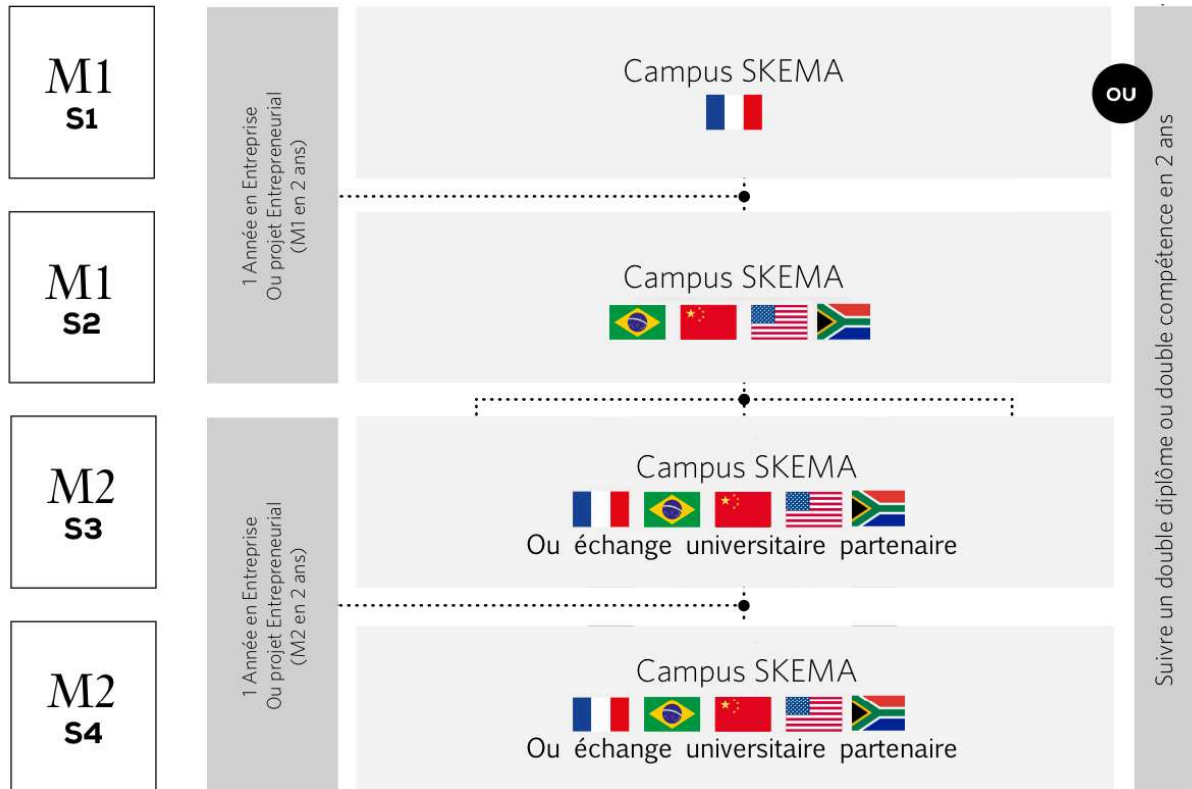 M1
S1
1 Année en Entreprise
Ou projet Entrepreneurial
(M1 en 2 ans)
Campus SKEMA
OU
Suivre un double diplôme ou double compétence en 2 ans
M1
S2
Campus SKEMA
M2
S3
1 Année en Entreprise
Ou projet Entrepreneurial
(M2 en 2 ans)
Campus SKEMA
Ou échange universitaire partenaire
M2
S4
Campus SKEMA
Ou échange universitaire partenaire